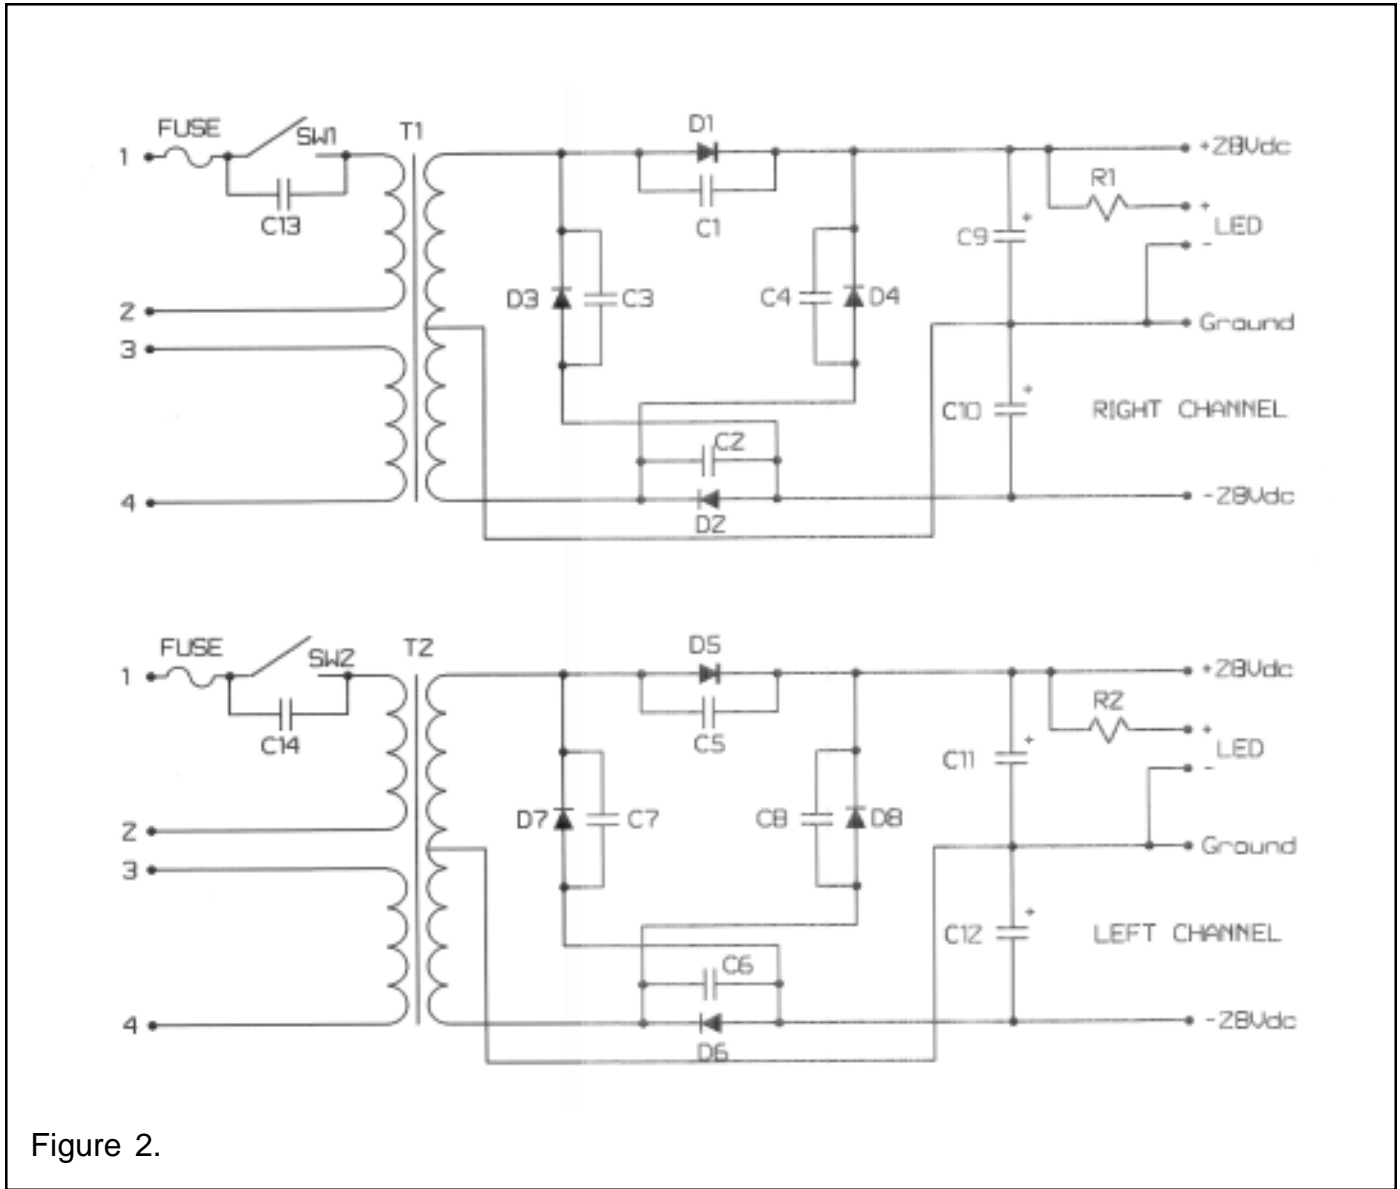 FUSE
SW1
T1
D1
1
C13
C1
+28Vdc
R1
+
LED
-
C9
+
D3
C3
C4
D4
2
3
Ground
C10
+
RIGHT CHANNEL
C2
4
D2
-28Vdc
FUSE
SW2
T2
D5
1
C14
C5
+28Vdc
R2
+
LED
-
C11
+
D7
C7
C8
D8
2
3
Ground
C12
+
LEFT CHANNEL
C6
4
D6
-28Vdc
Figure 2.